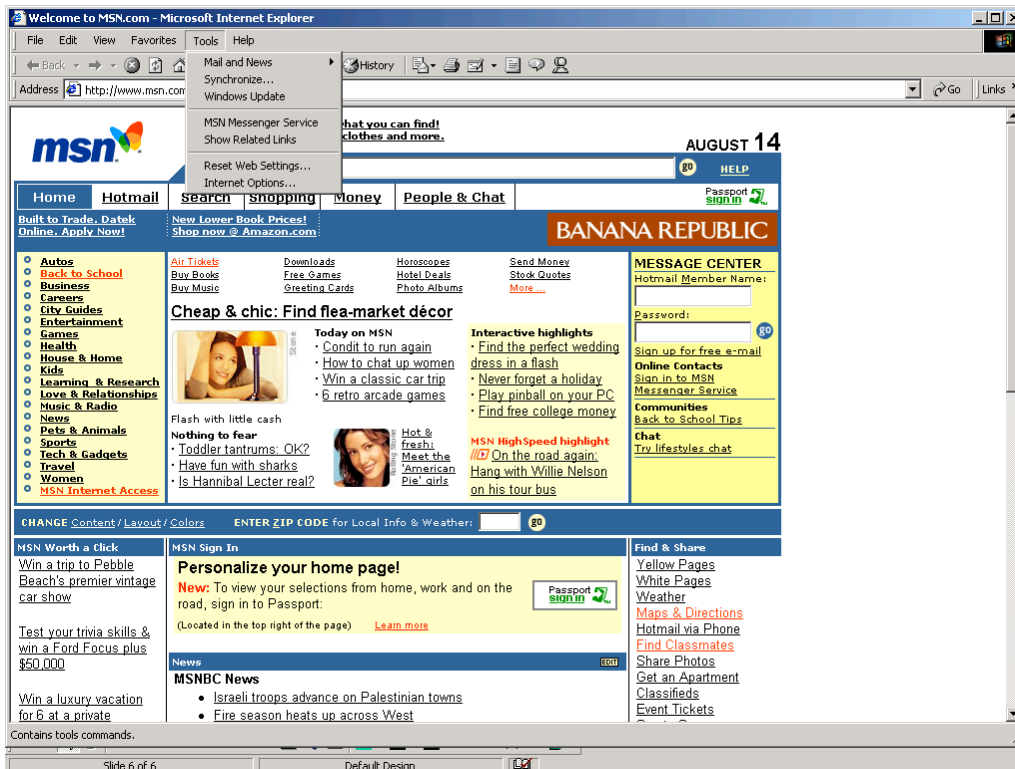 Welcome to MSN.com - Microsoft Internet Explorer
File Edit View Favorites Tools Help
Back History
Address http://www.msn.com Go Links
Mail and News
Synchronize...
Windows Update
MSN Messenger Service
Show Related Links
Reset Web Settings...
Internet Options...
msn
hat you can find!
clothes and more.
AUGUST 14
go HELP
Home Hotmail Search Shopping Money People & Chat Passport sign in
Built to Trade. Datek
Online. Apply Now!
New Lower Book Prices!
Shop now @ Amazon.com
BANANA REPUBLIC
Autos
Back to School
Business
Careers
City Guides
Entertainment
Games
Health
House & Home
Kids
Learning & Research
Love & Relationships
Music & Radio
News
Pets & Animals
Sports
Tech & Gadgets
Travel
Women
MSN Internet Access
Air Tickets Downloads Horoscopes Send Money
Buy Books Free Games Hotel Deals Stock Quotes
Buy Music Greeting Cards Photo Albums More ...
Cheap & chic: Find flea-market décor
Stone
Flash with little cash
Today on MSN
· Condit to run again
· How to chat up women
· Win a classic car trip
· 6 retro arcade games
Nothing to fear
· Toddler tantrums: OK?
· Have fun with sharks
· Is Hannibal Lecter real?
Rolling Stone
Hot &
fresh:
Meet the
'American
Pie' girls
Interactive highlights
· Find the perfect wedding
dress in a flash
· Never forget a holiday
· Play pinball on your PC
· Find free college money
MSN HighSpeed highlight
On the road again:
Hang with Willie Nelson
on his tour bus
MESSAGE CENTER
Hotmail Member Name:
Password:
go
Sign up for free e-mail
Online Contacts
Sign in to MSN
Messenger Service
Communities
Back to School Tips
Chat
Try lifestyles chat
CHANGE Content / Layout / Colors ENTER ZIP CODE for Local Info & Weather: go
MSN Worth a Click
Win a trip to Pebble
Beach's premier vintage
car show
Test your trivia skills &
win a Ford Focus plus
$50,000
Win a luxury vacation
for 6 at a private
MSN Sign In
Personalize your home page!
New: To view your selections from home, work and on the
road, sign in to Passport:
Passport sign in
(Located in the top right of the page) Learn more
News EDIT
MSNBC News
• Israeli troops advance on Palestinian towns
• Fire season heats up across West
Find & Share
Yellow Pages
White Pages
Weather
Maps & Directions
Hotmail via Phone
Find Classmates
Share Photos
Get an Apartment
Classifieds
Event Tickets
Contains tools commands.
Slide 6 of 6 Default Design